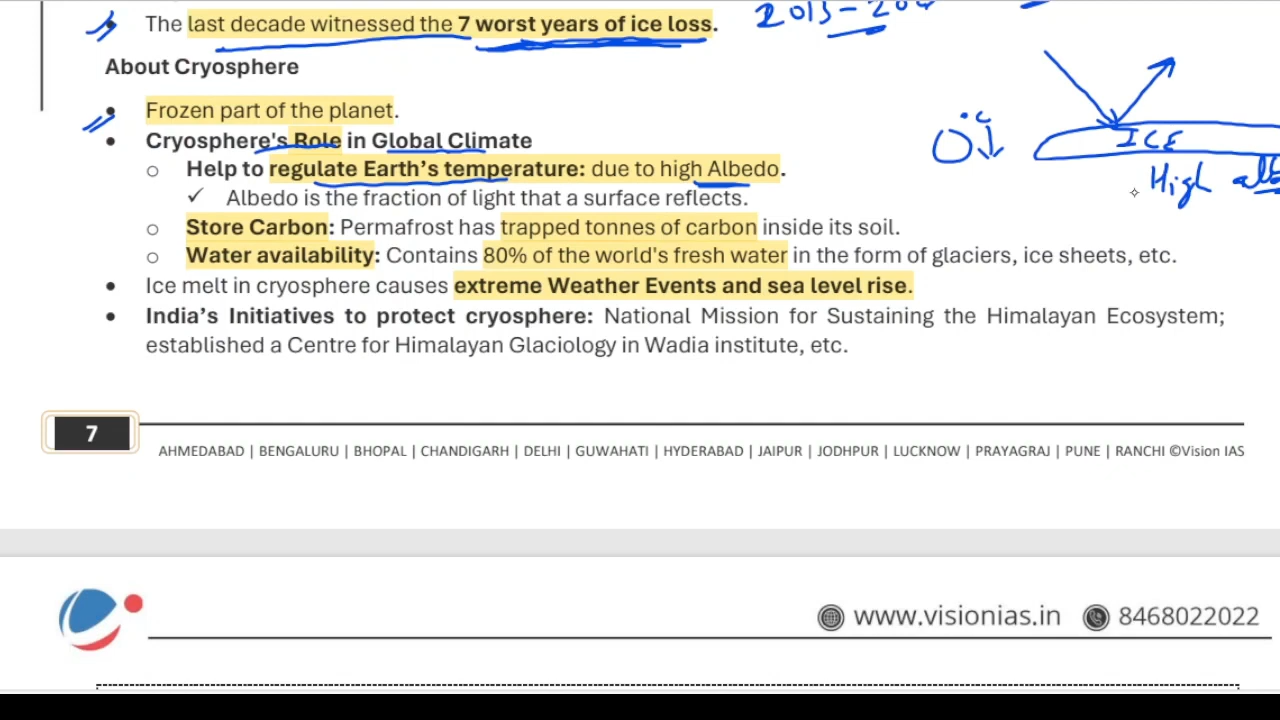 The last decade witnessed the 7 worst years of ice loss.
About Cryosphere
Frozen part of the planet.
Cryosphere's Role in Global Climate
ICE
Help to regulate Earth's temperature: due to high Albedo.
High
✓ Albedo is the fraction of light that a surface reflects.
Store Carbon: Permafrost has trapped tonnes of carbon inside its soil.
Water availability: Contains 80% of the world's fresh water in the form of glaciers, ice sheets, etc.
Ice melt in cryosphere causes extreme Weather Events and sea level rise.
India's Initiatives to protect cryosphere: National Mission for Sustaining the Himalayan Ecosystem;
established a Centre for Himalayan Glaciology in Wadia institute, etc.
7
AHMEDABAD | BENGALURU | BHOPAL | CHANDIGARH | DELHI | GUWAHATI | HYDERABAD | JAIPUR | JODHPUR | LUCKNOW | PRAYAGRAJ | PUNE | RANCHI ©Vision IAS
www.visionias.in 8468022022